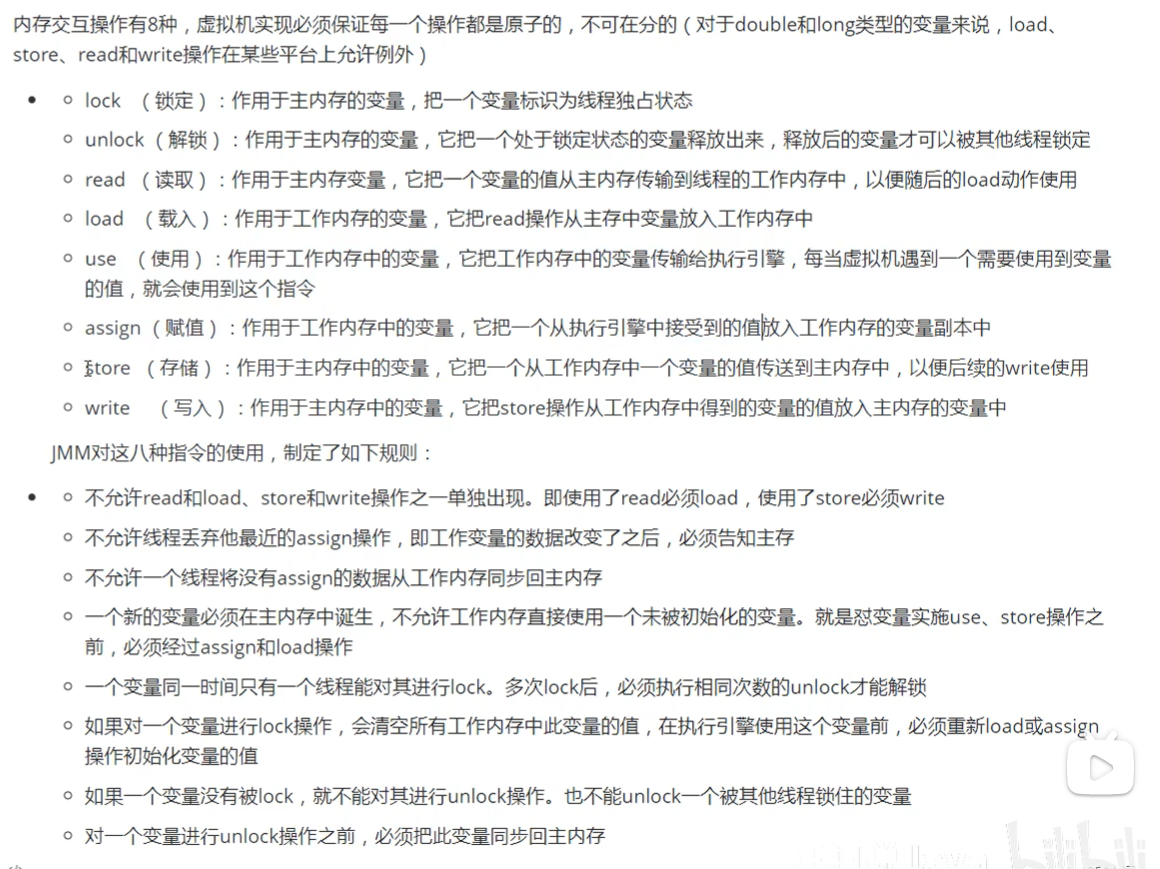 内存交互操作有8种，虚拟机实现必须保证每一个操作都是原子的，不可在分的（对于double和long类型的变量来说，load、
store、read和write操作在某些平台上允许例外）
lock （锁定）：作用于主内存的变量，把一个变量标识为线程独占状态
unlock（解锁）：作用于主内存的变量，它把一个处于锁定状态的变量释放出来，释放后的变量才可以被其他线程锁定
read （读取）：作用于主内存变量，它把一个变量的值从主内存传输到线程的工作内存中，以便随后的load动作使用
load （载入）：作用于工作内存的变量，它把read操作从主存中变量放入工作内存中
use （使用）：作用于工作内存中的变量，它把工作内存中的变量传输给执行引擎，每当虚拟机遇到一个需要使用到变量
的值，就会使用到这个指令
assign（赋值）：作用于工作内存中的变量，它把一个从执行引擎中接受到的值放入工作内存的变量副本中
store （存储）：作用于主内存中的变量，它把一个从工作内存中一个变量的值传送到主内存中，以便后续的write使用
write （写入）：作用于主内存中的变量，它把store操作从工作内存中得到的变量的值放入主内存的变量中
JMM对这八种指令的使用，制定了如下规则：
不允许read和load、store和write操作之一单独出现。即使用了read必须load，使用了store必须write
不允许线程丢弃他最近的assign操作，即工作变量的数据改变了之后，必须告知主存
不允许一个线程将没有assign的数据从工作内存同步回主内存
一个新的变量必须在主内存中诞生，不允许工作内存直接使用一个未被初始化的变量。就是怼变量实施use、store操作之
前，必须经过assign和load操作
一个变量同一时间只有一个线程能对其进行lock。多次lock后，必须执行相同次数的unlock才能解锁
如果对一个变量进行lock操作，会清空所有工作内存中此变量的值，在执行引擎使用这个变量前，必须重新load或assign
操作初始化变量的值
如果一个变量没有被lock，就不能对其进行unlock操作。也不能unlock一个被其他线程锁住的变量
对一个变量进行unlock操作之前，必须把此变量同步回主内存
bilibili